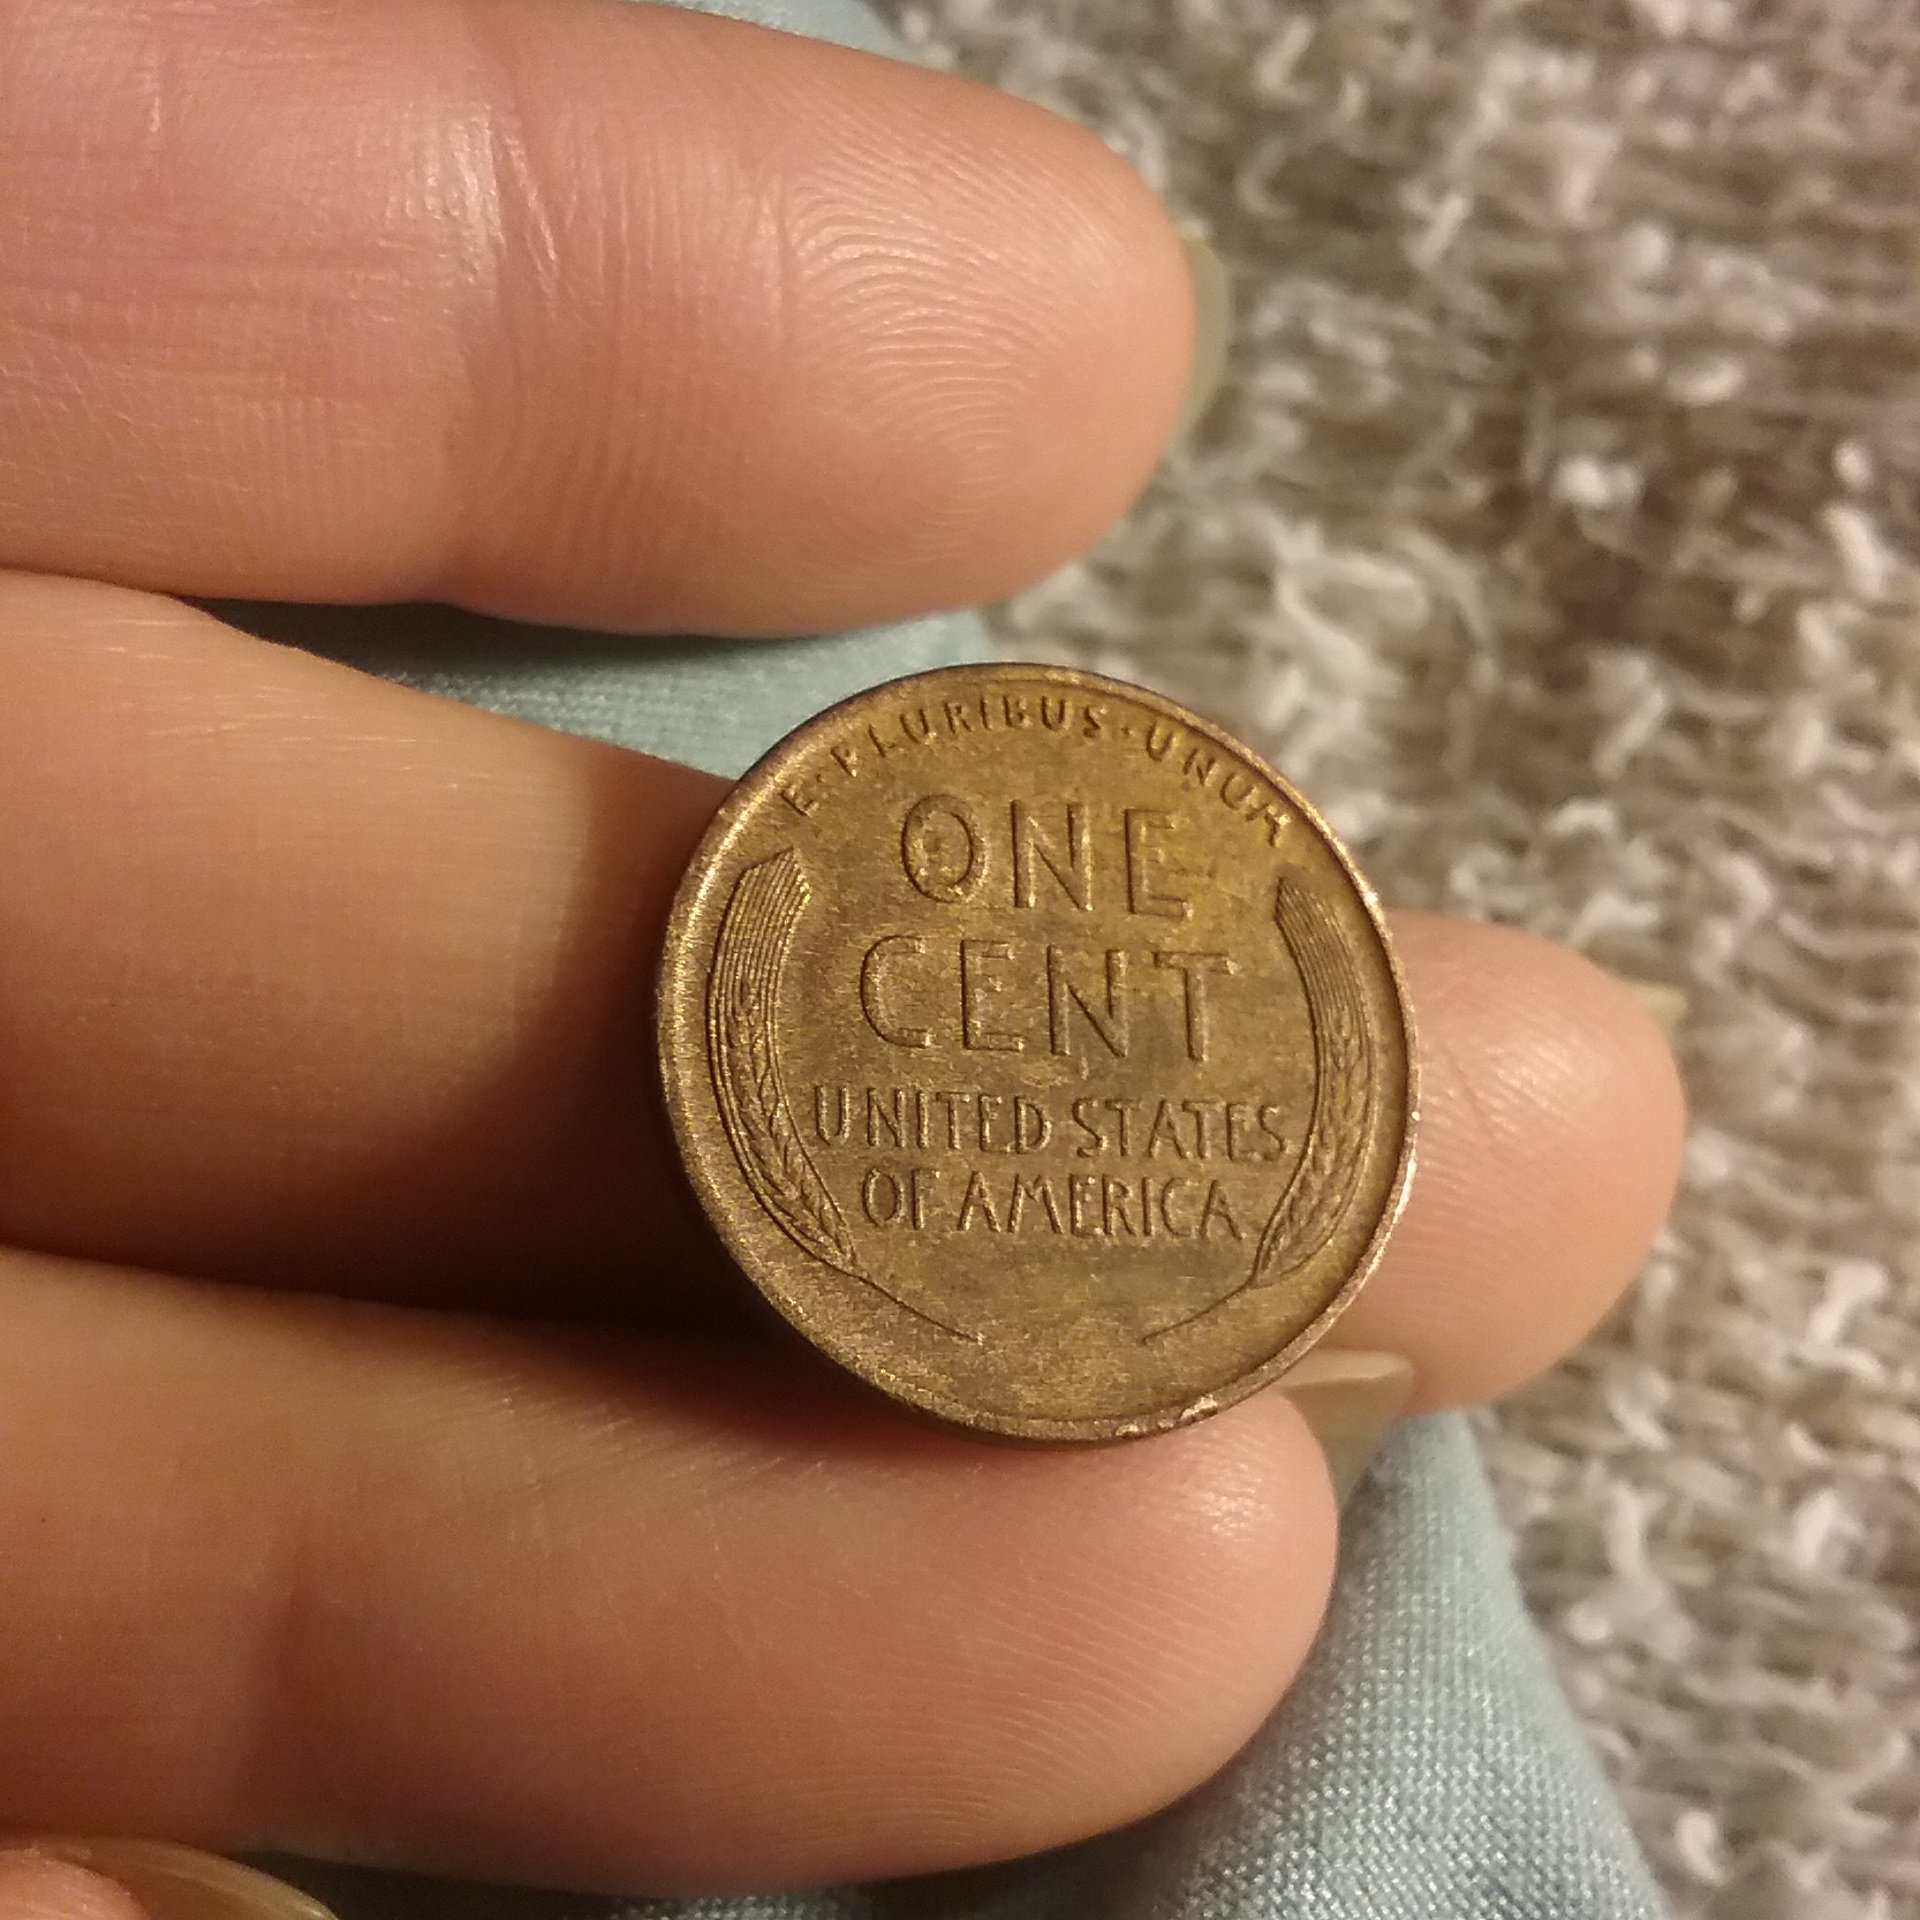 E·PLURIBUS·UNUM
ONE
CENT
UNITED STATES
OF AMERICA